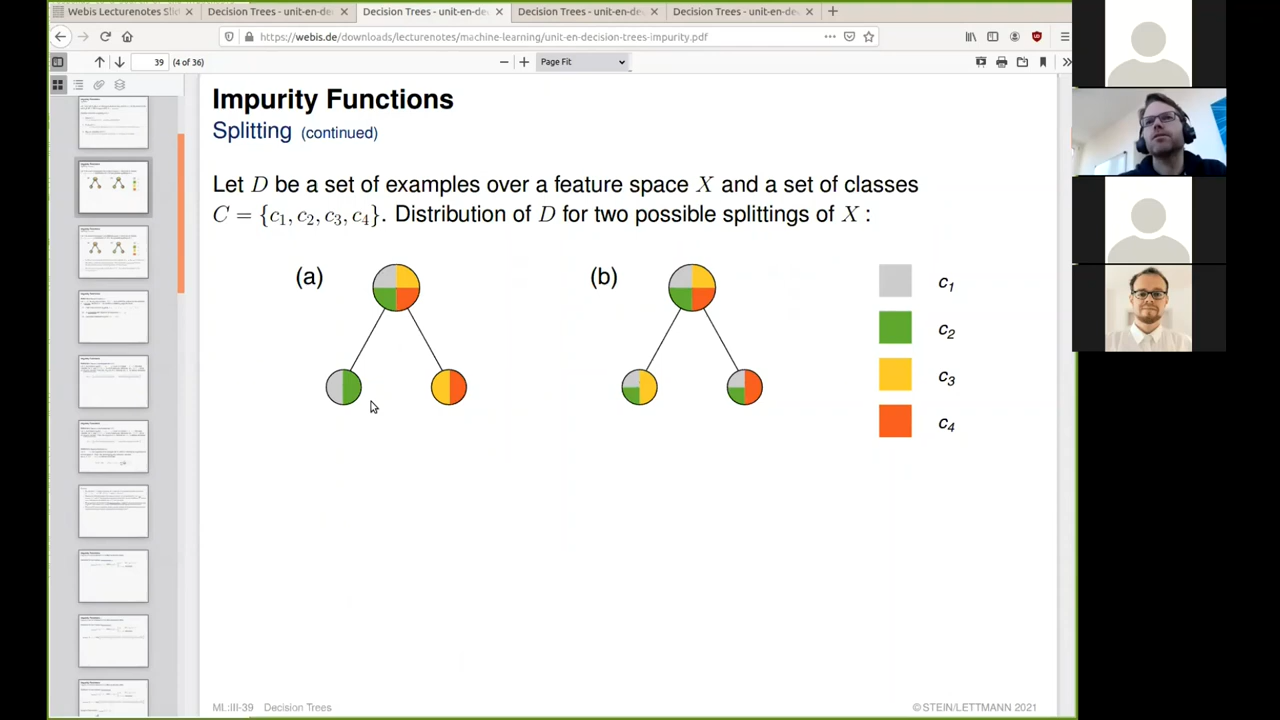 Webis Lecturenotes Sli
Decision Trees - unit-en-de
Decision Trees - unit-en-de
Decision Trees - unit-en-de
Decision Trees - unit-en-de
https://webis.de/downloads/lecturenotes/machine-learning/unit-en-decision-trees-impurity.pdf
39 (4 of 36)
Page Fit
Impurity Functions
Splitting (continued)
Let D be a set of examples over a feature space X and a set of classes
C = {c₁, c₂, c₃, c₄}. Distribution of D for two possible splittings of X :
(a)
(b)
c₁
c₂
c₃
c₄
ML:III-39 Decision Trees
© STEIN/LETTMANN 2021